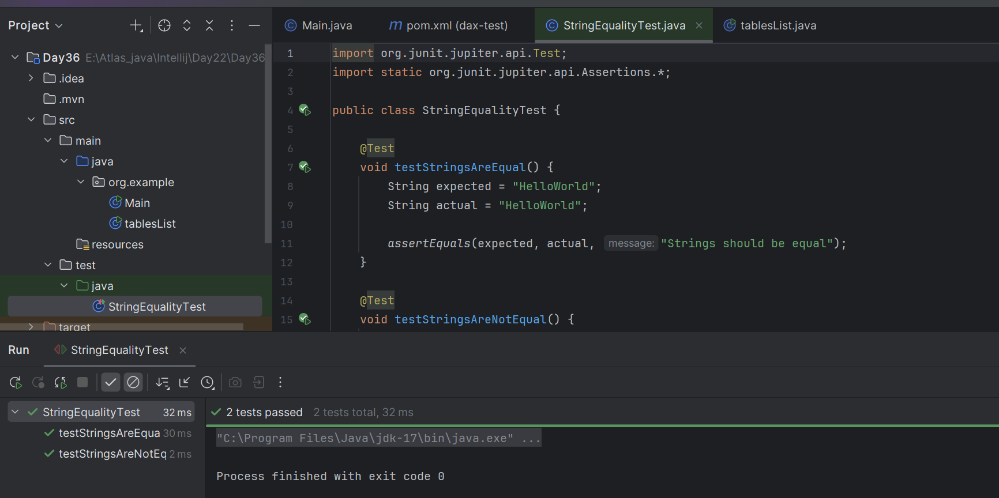 Project
Main.java
pom.xml (dax-test)
StringEqualityTest.java
tablesList.java
Day36 E:\Atlas_java\Intellij\Day22\Day36
.idea
.mvn
src
main
java
org.example
Main
tablesList
resources
test
java
StringEqualityTest
target
1 import org.junit.jupiter.api.Test;
2 import static org.junit.jupiter.api.Assertions.*;
3
4 public class StringEqualityTest {
5
6 @Test
7 void testStringsAreEqual() {
8 String expected = "HelloWorld";
9 String actual = "HelloWorld";
10
11 assertEquals(expected, actual, message: "Strings should be equal");
12 }
13
14 @Test
15 void testStringsAreNotEqual() {
Run
StringEqualityTest
StringEqualityTest 32 ms
testStringsAreEqua 30 ms
testStringsAreNotEq 2 ms
2 tests passed 2 tests total, 32 ms
"C:\Program Files\Java\jdk-17\bin\java.exe" ...
Process finished with exit code 0